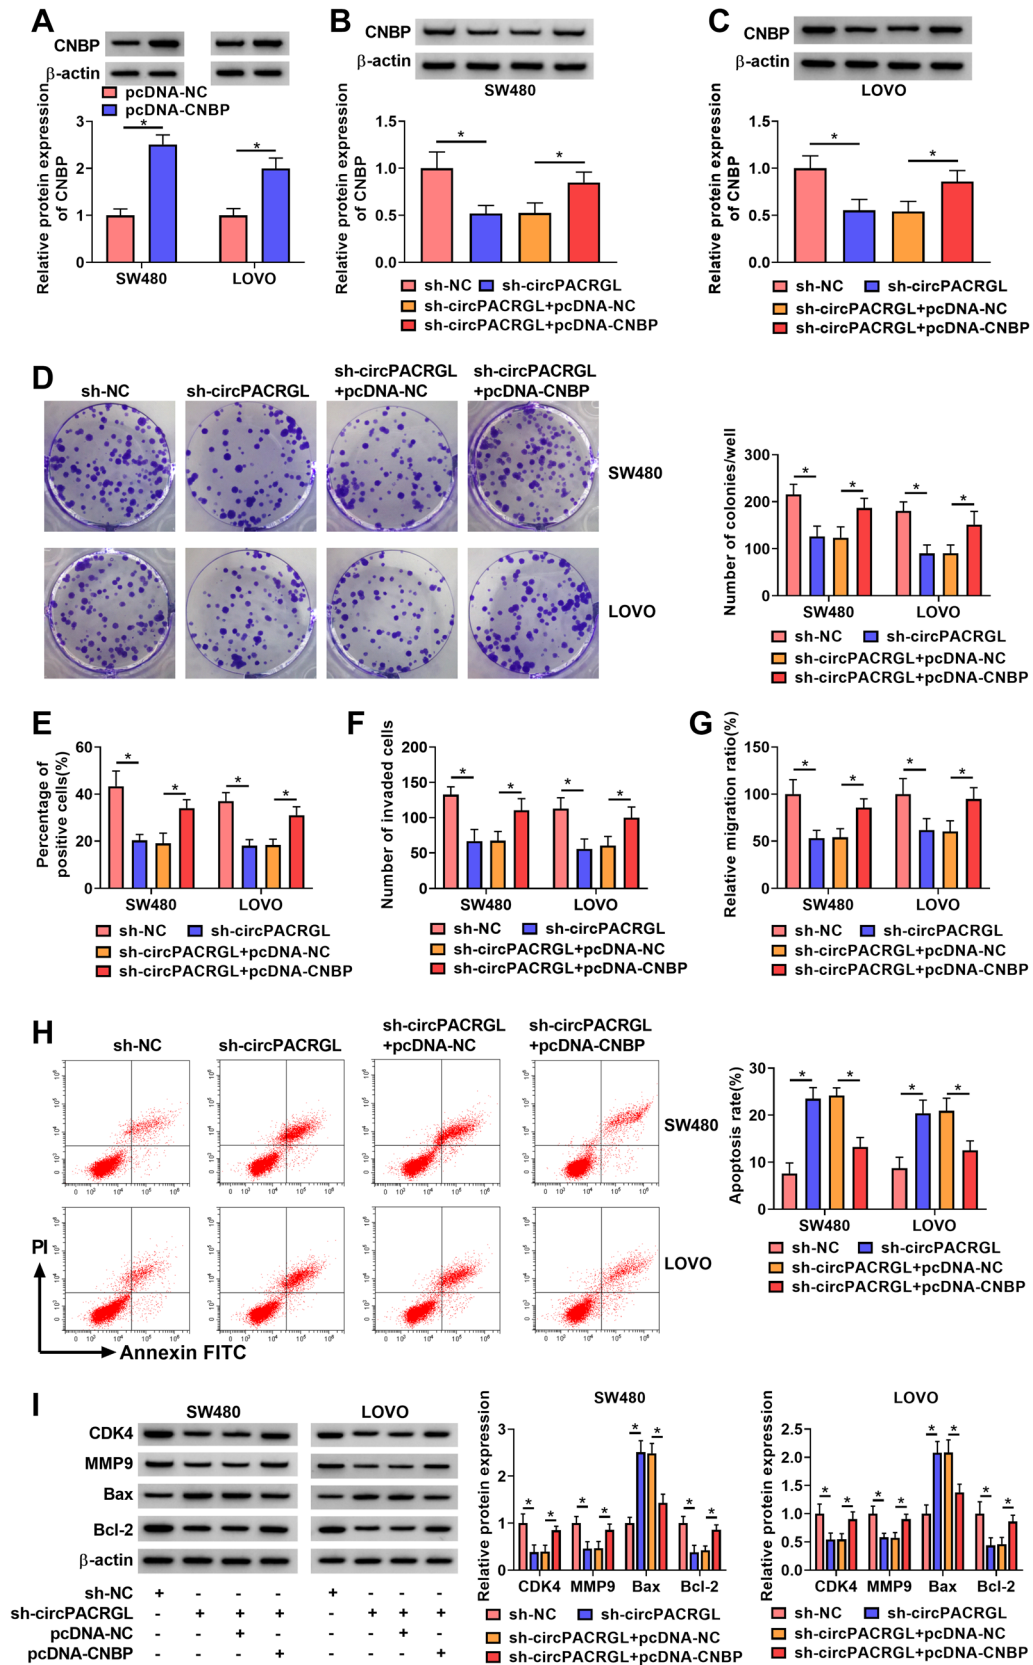 A
CNBP
β-actin
pcDNA-NC
pcDNA-CNBP
Relative protein expression
of CNBP
3
2
1
0
*
*
SW480
LOVO
B
CNBP
β-actin
SW480
Relative protein expression
of CNBP
1.5
1.0
0.5
0.0
*
*
sh-NC
sh-circPACRGL
sh-circPACRGL+pcDNA-NC
sh-circPACRGL+pcDNA-CNBP
C
CNBP
β-actin
LOVO
Relative protein expression
of CNBP
1.5
1.0
0.5
0.0
*
*
sh-NC
sh-circPACRGL
sh-circPACRGL+pcDNA-NC
sh-circPACRGL+pcDNA-CNBP
D
sh-NC
sh-circPACRGL
sh-circPACRGL
+pcDNA-NC
sh-circPACRGL
+pcDNA-CNBP
SW480
LOVO
Number of colonies/well
300
200
100
0
* * * *
SW480
LOVO
sh-NC
sh-circPACRGL
sh-circPACRGL+pcDNA-NC
sh-circPACRGL+pcDNA-CNBP
E
Percentage of
positive cells(%)
60
40
20
0
* * * *
SW480
LOVO
sh-NC
sh-circPACRGL
sh-circPACRGL+pcDNA-NC
sh-circPACRGL+pcDNA-CNBP
F
Number of invaded cells
200
150
100
50
0
* * * *
SW480
LOVO
sh-NC
sh-circPACRGL
sh-circPACRGL+pcDNA-NC
sh-circPACRGL+pcDNA-CNBP
G
Relative migration ratio(%)
150
100
50
0
* * * *
SW480
LOVO
sh-NC
sh-circPACRGL
sh-circPACRGL+pcDNA-NC
sh-circPACRGL+pcDNA-CNBP
H
sh-NC
sh-circPACRGL
sh-circPACRGL
+pcDNA-NC
sh-circPACRGL
+pcDNA-CNBP
SW480
LOVO
PI
Annexin FITC
Apoptosis rate(%)
30
20
10
0
* * * *
SW480
LOVO
sh-NC
sh-circPACRGL
sh-circPACRGL+pcDNA-NC
sh-circPACRGL+pcDNA-CNBP
I
SW480
LOVO
CDK4
MMP9
Bax
Bcl-2
β-actin
sh-NC + - - - + - - -
sh-circPACRGL - + + + - + + +
pcDNA-NC - - + - - - + -
pcDNA-CNBP - - - + - - - +
SW480
Relative protein expression
3
2
1
0
* * * * * * * *
CDK4
MMP9
Bax
Bcl-2
sh-NC
sh-circPACRGL
sh-circPACRGL+pcDNA-NC
sh-circPACRGL+pcDNA-CNBP
LOVO
Relative protein expression
2.5
2.0
1.5
1.0
0.5
0.0
* * * * * * * *
CDK4
MMP9
Bax
Bcl-2
sh-NC
sh-circPACRGL
sh-circPACRGL+pcDNA-NC
sh-circPACRGL+pcDNA-CNBP